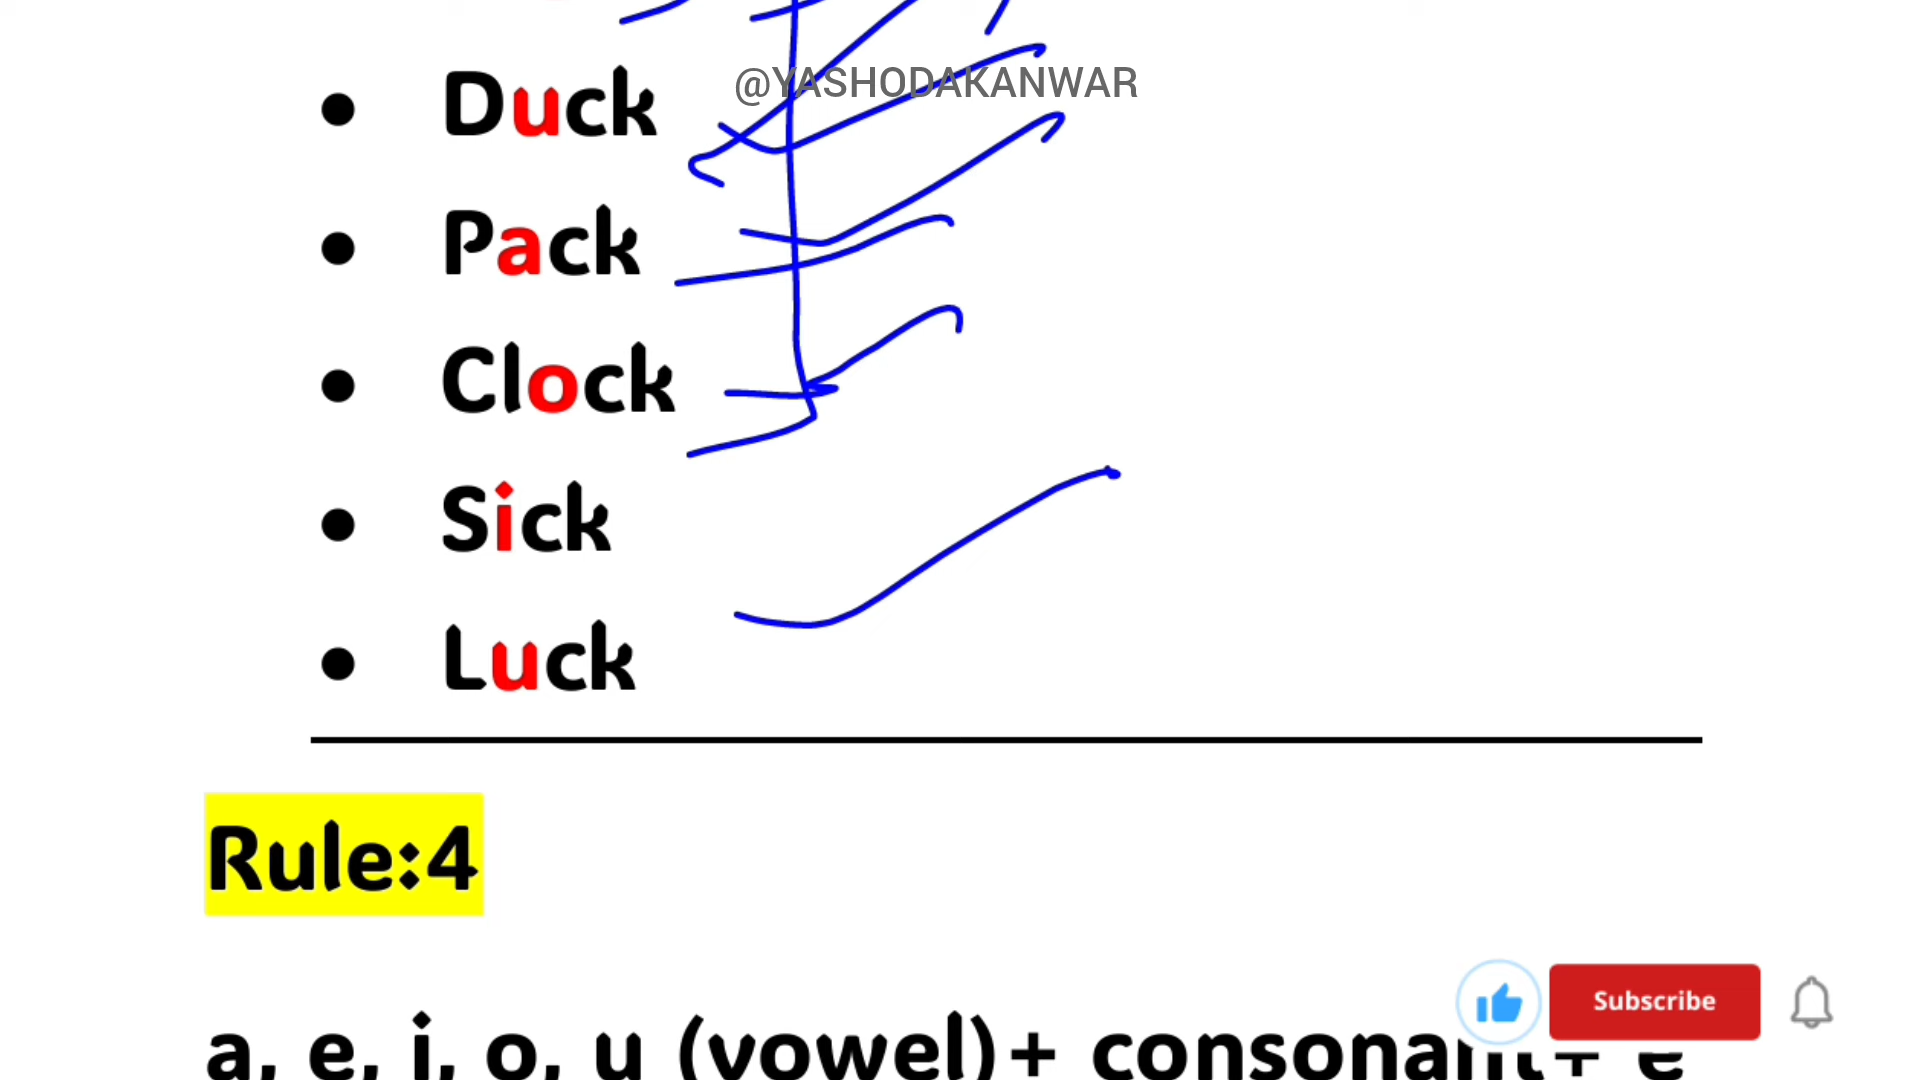 @YASHODAKANWAR
• Duck
• Pack
• Clock
• Sick
• Luck
Rule:4
a, e, i, o, u (vowel)+ consonant+ e
Subscribe